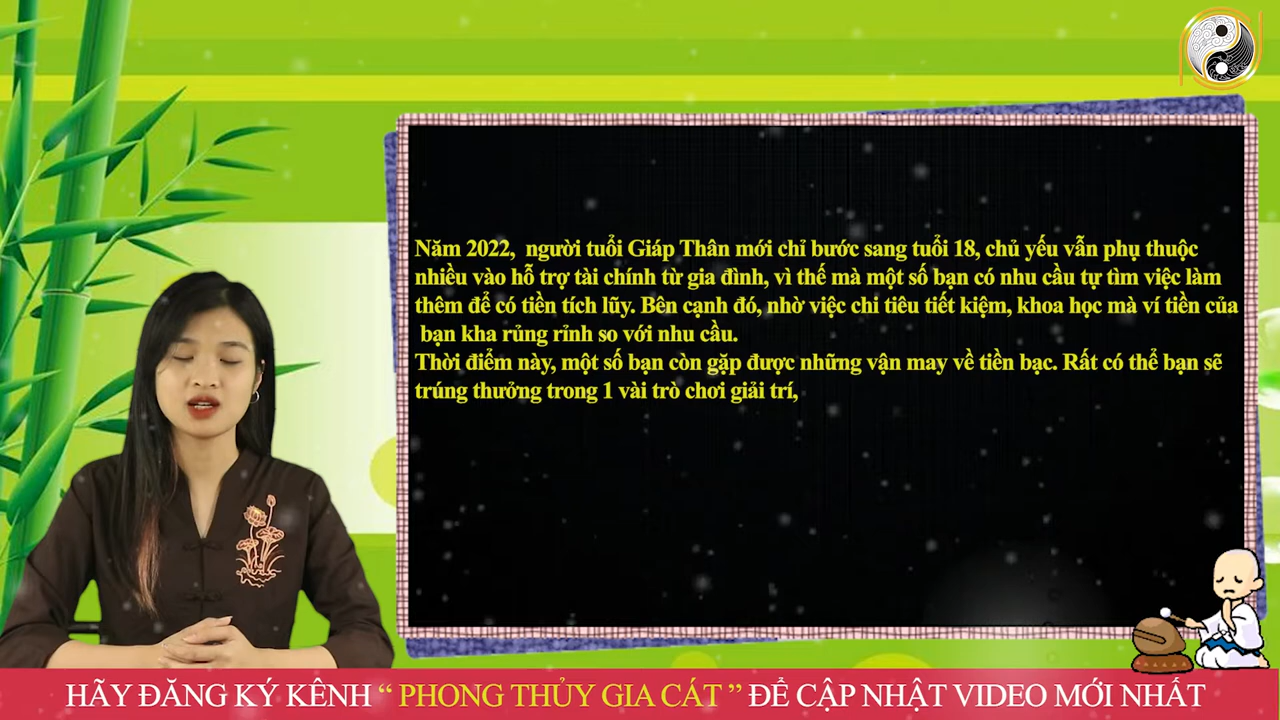 Năm 2022,  người tuổi Giáp Thân mới chỉ bước sang tuổi 18, chủ yếu vẫn phụ thuộc
nhiều vào hỗ trợ tài chính từ gia đình, vì thế mà một số bạn có nhu cầu tự tìm việc làm
thêm để có tiền tích lũy. Bên cạnh đó, nhờ việc chi tiêu tiết kiệm, khoa học mà ví tiền của
bạn kha rủng rỉnh so với nhu cầu.
Thời điểm này, một số bạn còn gặp được những vận may về tiền bạc. Rất có thể bạn sẽ
trúng thưởng trong 1 vài trò chơi giải trí,
HÃY ĐĂNG KÝ KÊNH “ PHONG THỦY GIA CÁT ” ĐỂ CẬP NHẬT VIDEO MỚI NHẤT